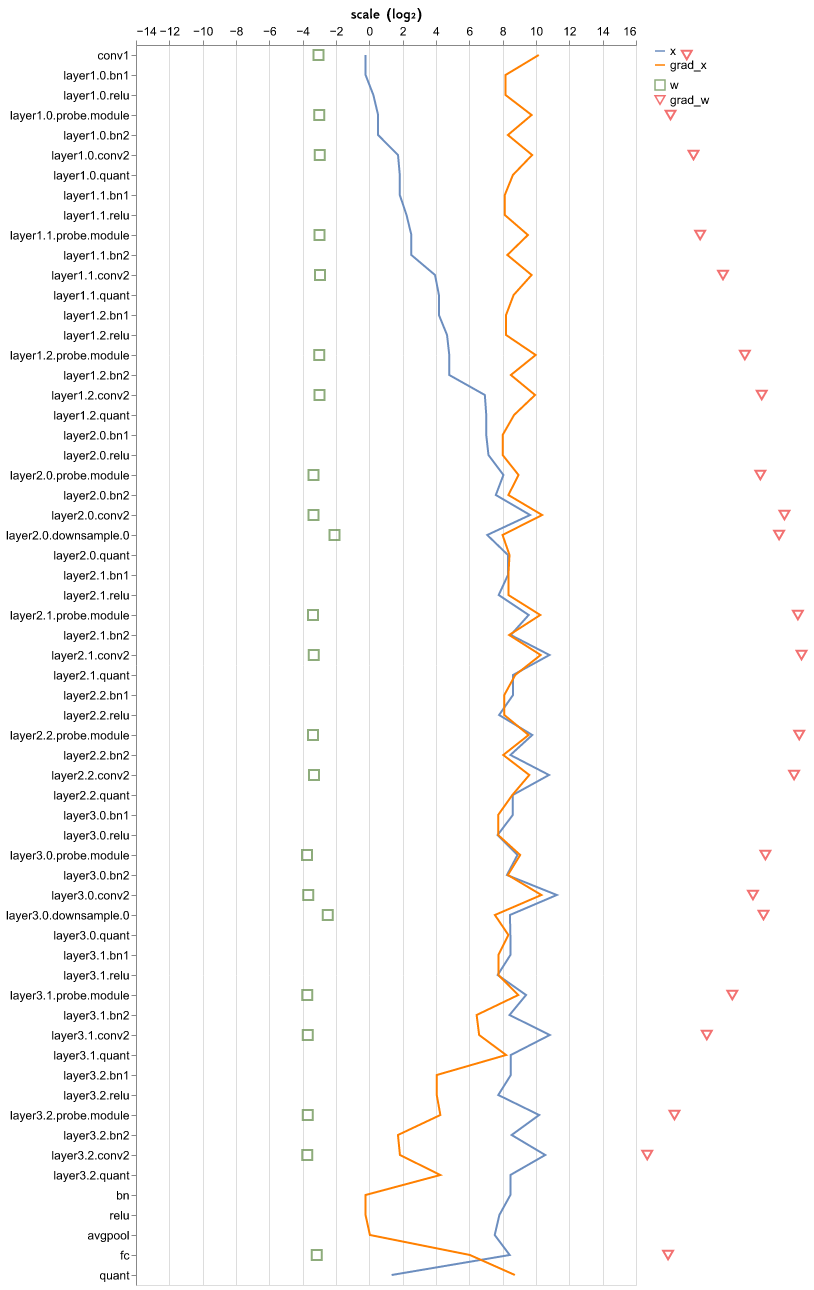 scale (log₂)
−14 −12 −10 −8 −6 −4 −2 0 2 4 6 8 10 12 14 16
x
grad_x
w
grad_w
conv1
layer1.0.bn1
layer1.0.relu
layer1.0.probe.module
layer1.0.bn2
layer1.0.conv2
layer1.0.quant
layer1.1.bn1
layer1.1.relu
layer1.1.probe.module
layer1.1.bn2
layer1.1.conv2
layer1.1.quant
layer1.2.bn1
layer1.2.relu
layer1.2.probe.module
layer1.2.bn2
layer1.2.conv2
layer1.2.quant
layer2.0.bn1
layer2.0.relu
layer2.0.probe.module
layer2.0.bn2
layer2.0.conv2
layer2.0.downsample.0
layer2.0.quant
layer2.1.bn1
layer2.1.relu
layer2.1.probe.module
layer2.1.bn2
layer2.1.conv2
layer2.1.quant
layer2.2.bn1
layer2.2.relu
layer2.2.probe.module
layer2.2.bn2
layer2.2.conv2
layer2.2.quant
layer3.0.bn1
layer3.0.relu
layer3.0.probe.module
layer3.0.bn2
layer3.0.conv2
layer3.0.downsample.0
layer3.0.quant
layer3.1.bn1
layer3.1.relu
layer3.1.probe.module
layer3.1.bn2
layer3.1.conv2
layer3.1.quant
layer3.2.bn1
layer3.2.relu
layer3.2.probe.module
layer3.2.bn2
layer3.2.conv2
layer3.2.quant
bn
relu
avgpool
fc
quant